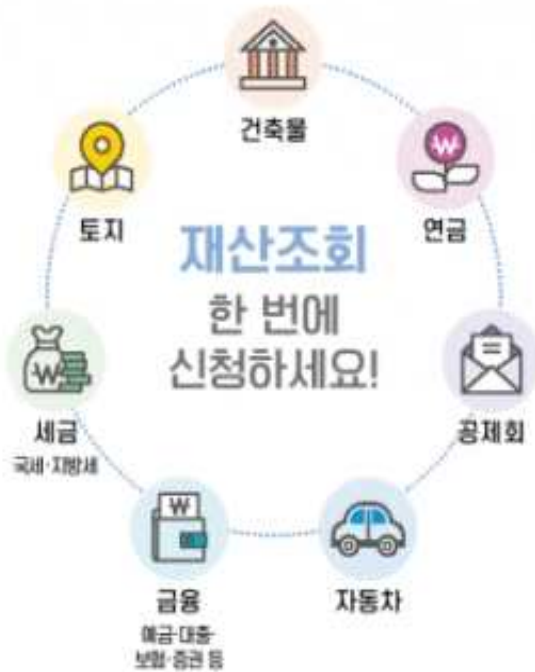 건축물
토지
연금
재산조회
한 번에
신청하세요!
세금
국세·지방세
공제회
금융
예금·대출·
보험·증권 등
자동차